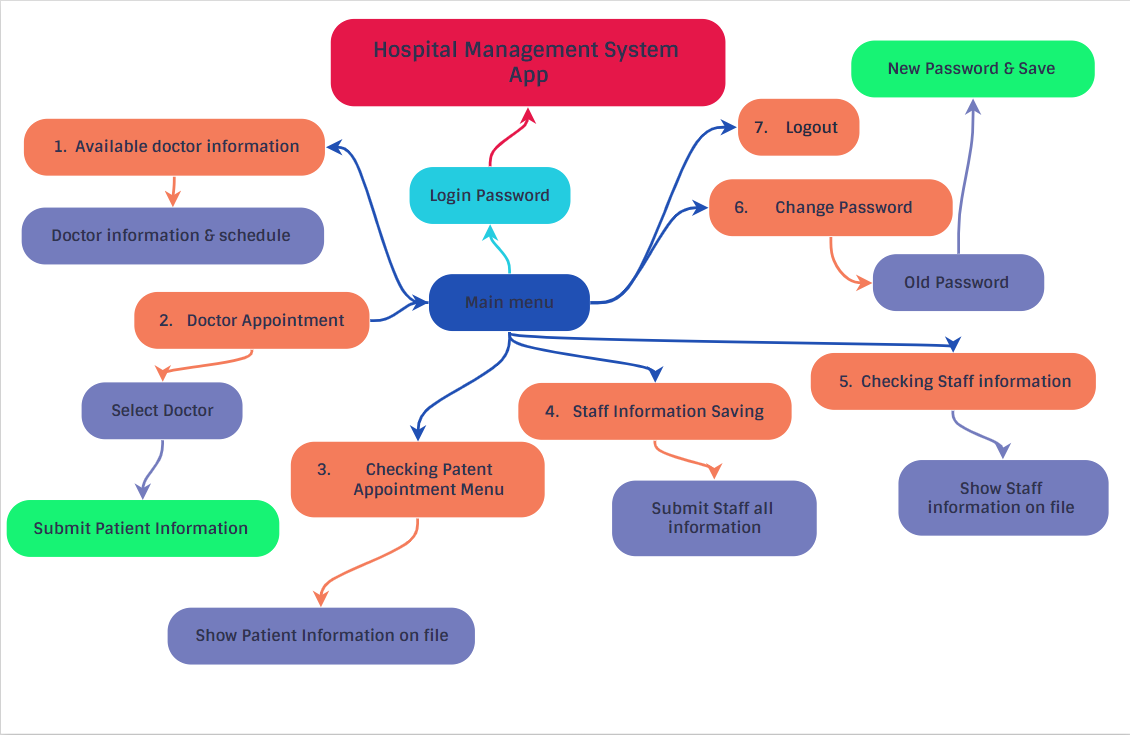 Hospital Management System
App
New Password & Save
7. Logout
1. Available doctor information
Login Password
6. Change Password
Doctor information & schedule
Old Password
Main menu
2. Doctor Appointment
5. Checking Staff information
Select Doctor
4. Staff Information Saving
3. Checking Patent
Appointment Menu
Show Staff
information on file
Submit Staff all
information
Submit Patient Information
Show Patient Information on file